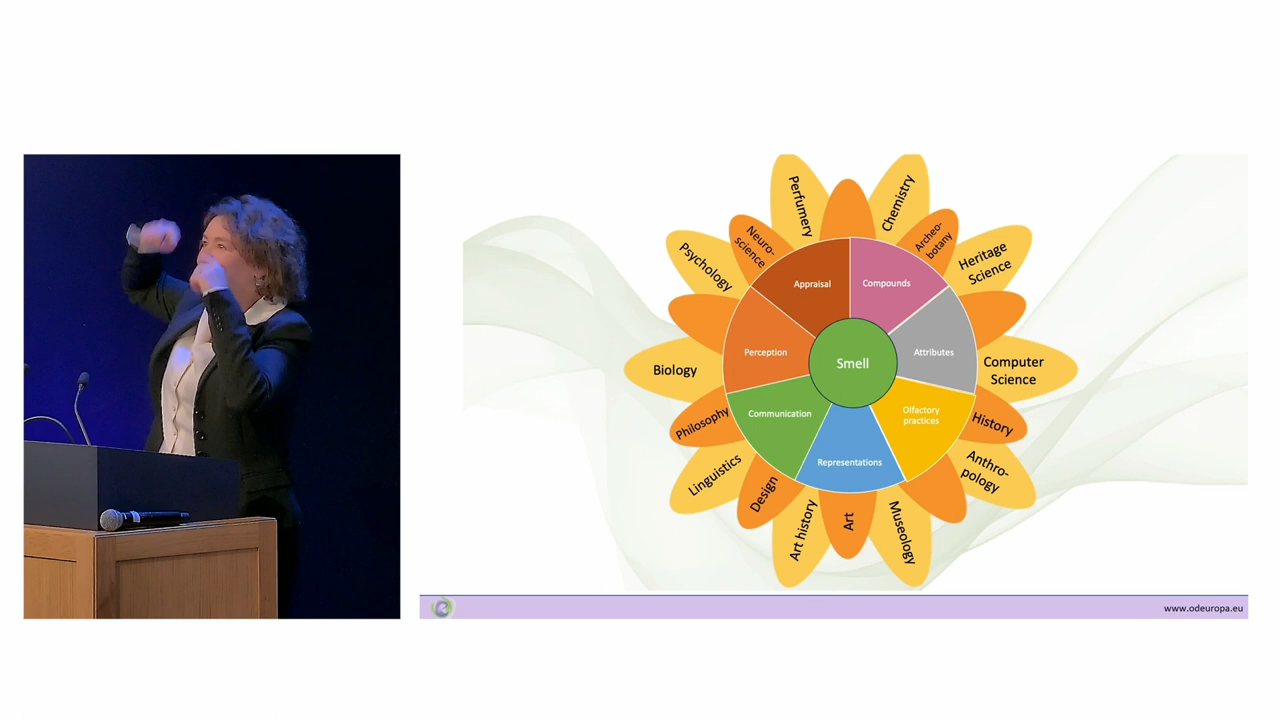 Perfumery
Chemistry
Neuro-
science
Archeo-
botany
Psychology
Heritage
Science
Appraisal
Compounds
Perception
Smell
Attributes
Biology
Computer
Science
Communication
Olfactory
practices
Philosophy
History
Linguistics
Representations
Anthro-
pology
Design
Art history
Art
Museology
www.odeuropa.eu